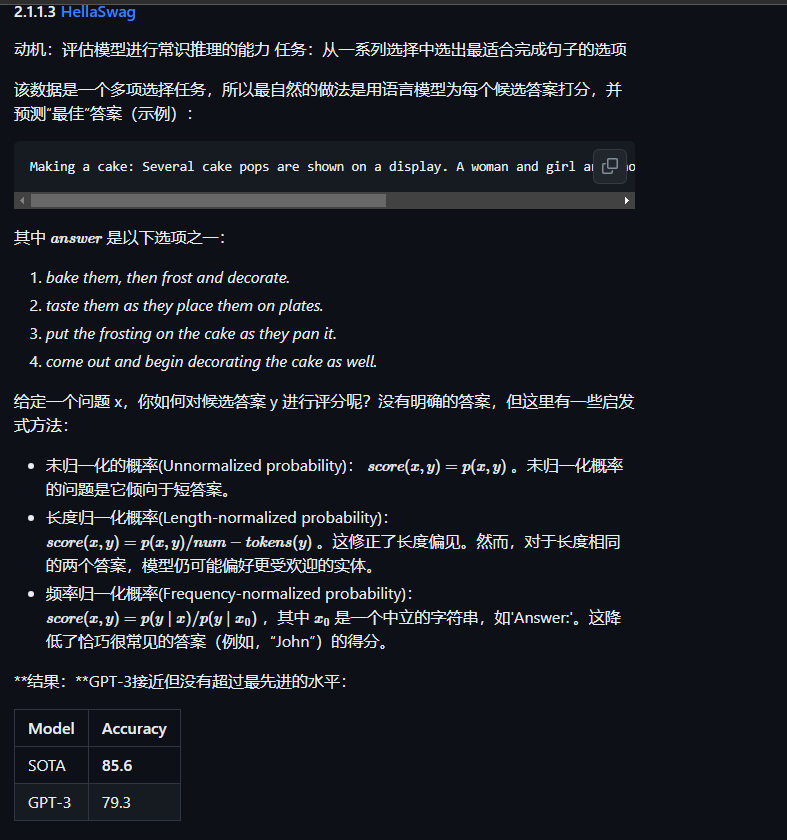 2.1.1.3 HellaSwag
动机：评估模型进行常识推理的能力 任务：从一系列选择中选出最适合完成句子的选项
该数据是一个多项选择任务，所以最自然的做法是用语言模型为每个候选答案打分，并
预测“最佳”答案（示例）：
Making a cake: Several cake pops are shown on a display. A woman and girl
其中 answer 是以下选项之一：
1. bake them, then frost and decorate.
2. taste them as they place them on plates.
3. put the frosting on the cake as they pan it.
4. come out and begin decorating the cake as well.
给定一个问题 x，你如何对候选答案 y 进行评分呢？没有明确的答案，但这里有一些启发
式方法：
• 未归一化的概率(Unnormalized probability)： score(x, y) = p(x, y) 。未归一化概率
的问题是它倾向于短答案。
• 长度归一化概率(Length-normalized probability)：
score(x, y) = p(x, y)/num − tokens(y) 。这修正了长度偏见。然而，对于长度相同
的两个答案，模型仍可能偏好更受欢迎的实体。
• 频率归一化概率(Frequency-normalized probability)：
score(x, y) = p(y | x)/p(y | x₀) ，其中 x₀ 是一个中立的字符串，如'Answer:'。这降
低了恰巧很常见的答案（例如，“John”）的得分。
**结果：**GPT-3接近但没有超过最先进的水平：
Model Accuracy
SOTA 85.6
GPT-3 79.3